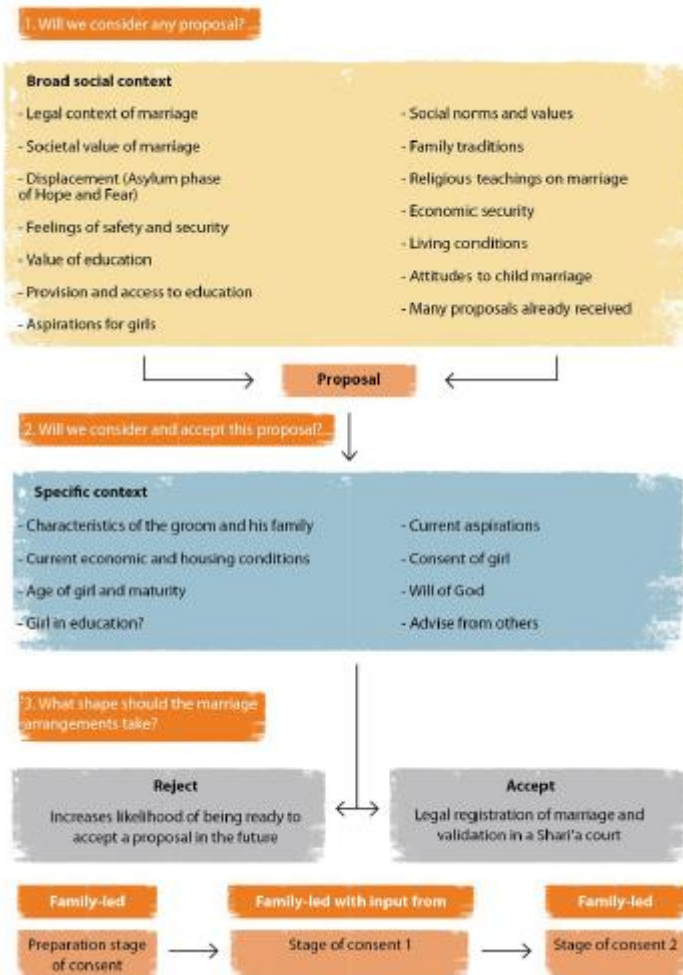 1. Will we consider any proposal?
Broad social context
- Legal context of marriage
- Societal value of marriage
- Displacement (Asylum phase
of Hope and Fear)
- Feelings of safety and security
- Value of education
- Provision and access to education
- Aspirations for girls
- Social norms and values
- Family traditions
- Religious teachings on marriage
- Economic security
- Living conditions
- Attitudes to child marriage
- Many proposals already received
Proposal
2. Will we consider and accept this proposal?
Specific context
- Characteristics of the groom and his family
- Current economic and housing conditions
- Age of girl and maturity
- Girl in education?
- Current aspirations
- Consent of girl
- Will of God
- Advise from others
3. What shape should the marriage
arrangements take?
Reject
Increases likelihood of being ready to
accept a proposal in the future
Accept
Legal registration of marriage and
validation in a Shari'a court
Family-led
Family-led with input from
Family-led
Preparation stage
of consent
Stage of consent 1
Stage of consent 2